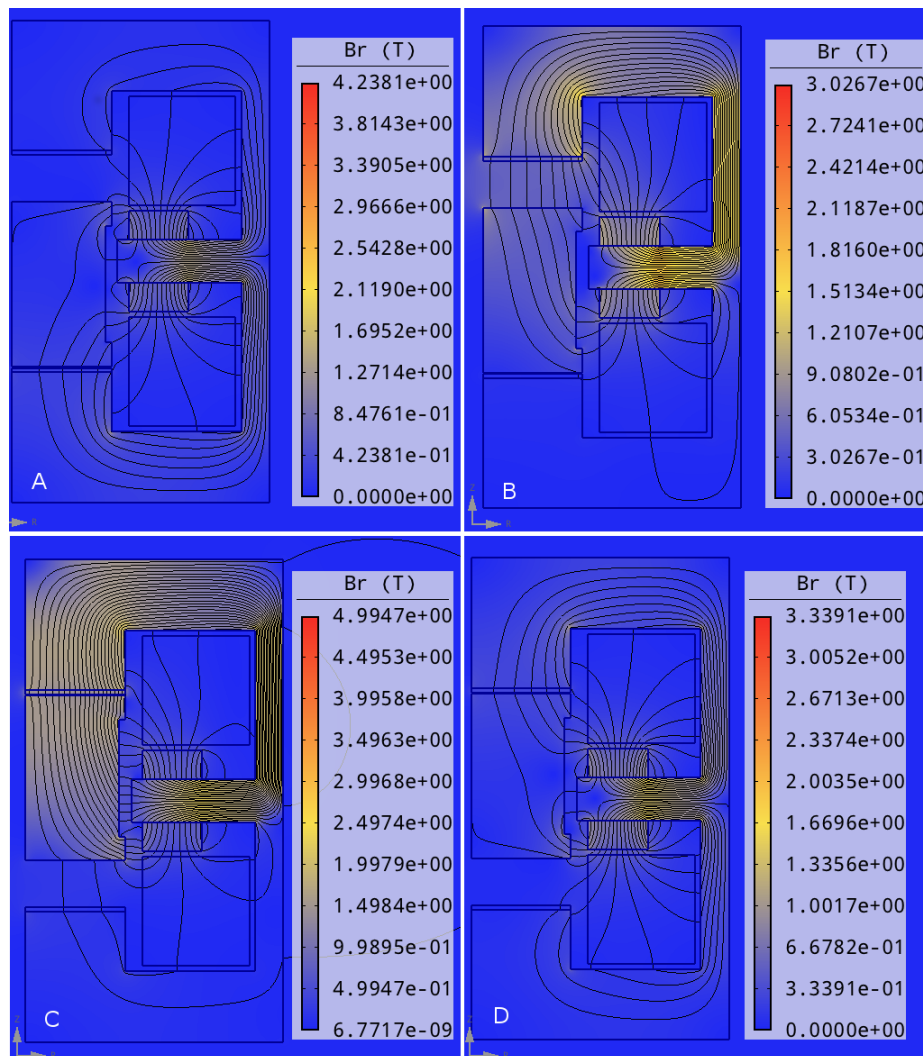 Br (T)
4.2381e+00
3.8143e+00
3.3905e+00
2.9666e+00
2.5428e+00
2.1190e+00
1.6952e+00
1.2714e+00
8.4761e-01
4.2381e-01
0.0000e+00
A
R
Br (T)
3.0267e+00
2.7241e+00
2.4214e+00
2.1187e+00
1.8160e+00
1.5134e+00
1.2107e+00
9.0802e-01
6.0534e-01
3.0267e-01
0.0000e+00
B
Z
R
Br (T)
4.9947e+00
4.4953e+00
3.9958e+00
3.4963e+00
2.9968e+00
2.4974e+00
1.9979e+00
1.4984e+00
9.9895e-01
4.9947e-01
6.7717e-09
C
Z
R
Br (T)
3.3391e+00
3.0052e+00
2.6713e+00
2.3374e+00
2.0035e+00
1.6696e+00
1.3356e+00
1.0017e+00
6.6782e-01
3.3391e-01
0.0000e+00
D
Z
R